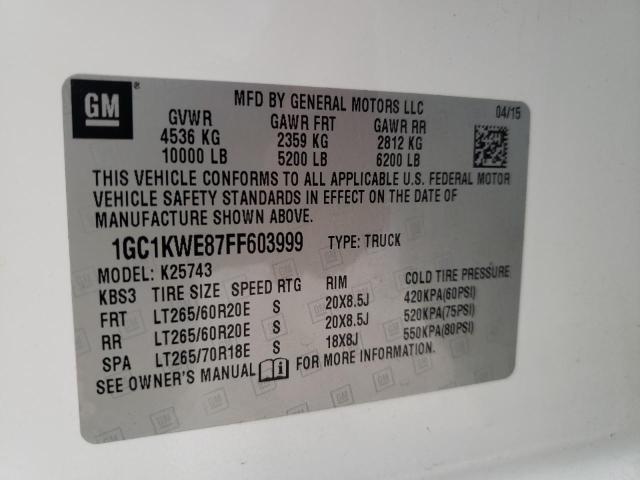 GM
MFD BY GENERAL MOTORS LLC 04/15
GVWR GAWR FRT GAWR RR
4536 KG 2359 KG 2812 KG
10000 LB 5200 LB 6200 LB
THIS VEHICLE CONFORMS TO ALL APPLICABLE U.S. FEDERAL MOTOR
VEHICLE SAFETY STANDARDS IN EFFECT ON THE DATE OF
MANUFACTURE SHOWN ABOVE.
1GC1KWE87FF603999 TYPE: TRUCK
MODEL: K25743
KBS3 TIRE SIZE SPEED RTG RIM COLD TIRE PRESSURE
FRT LT265/60R20E S 20X8.5J 420KPA(60PSI)
RR LT265/60R20E S 20X8.5J 520KPA(75PSI)
SPA LT265/70R18E S 18X8J 550KPA(80PSI)
SEE OWNER'S MANUAL FOR MORE INFORMATION.